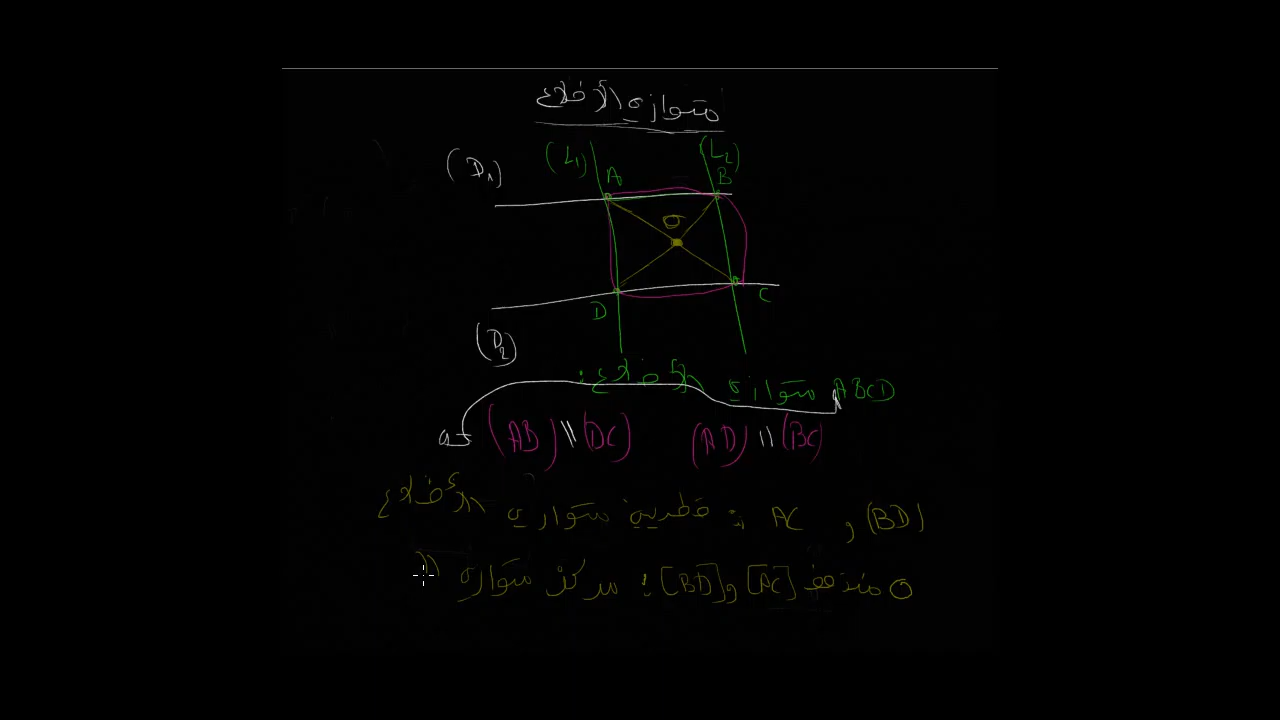 متوازي الأضلاع
(D₁) (L₁) (L₂)
A B
O
D C
(D₂)
ABCD متوازي الأضلاع :
(AB) \\ (DC) (AD) \\ (BC)
(BD) و AC : قطريين متوازي الأضلاع
O منتصف [AC] و [BD] : مركز متوازي